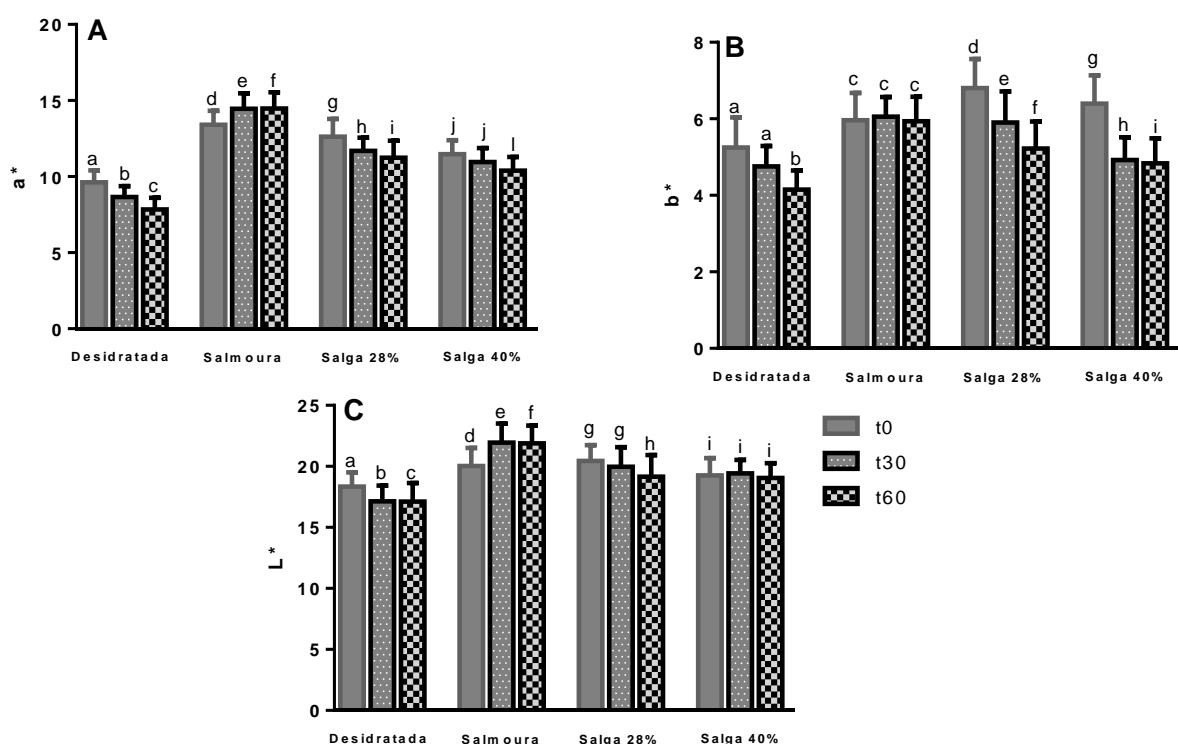 A
a*
20
15
10
5
0
a b c
d e f
g h i
j j l
Desidratada Salmoura Salga 28% Salga 40%
B
b*
8
6
4
2
0
a a b
c c c
d e f
g h i
Desidratada Salmoura Salga 28% Salga 40%
C
L*
25
20
15
10
5
0
a b c
d e f
g g h
i i i
Desidratada Salmoura Salga 28% Salga 40%
t0
t30
t60